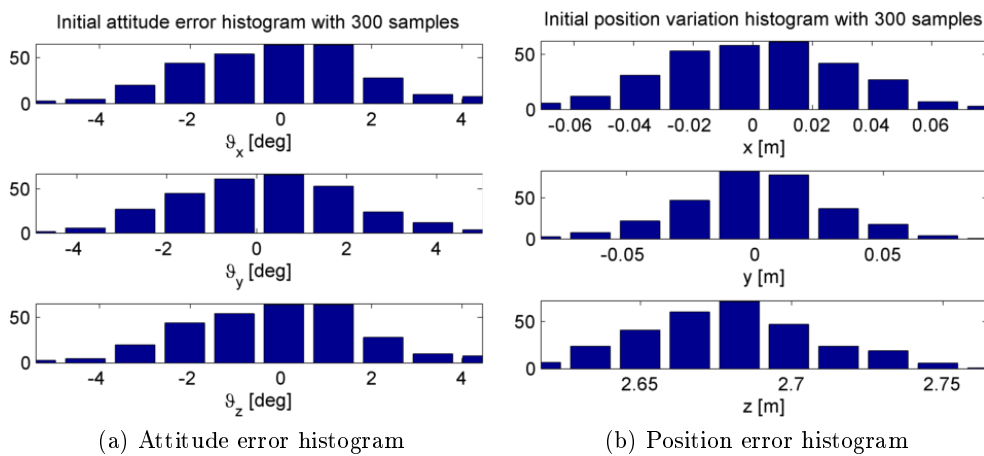 Initial attitude error histogram with 300 samples
50
0
-4 -2 0 2 4
ϑx [deg]
50
0
-4 -2 0 2 4
ϑy [deg]
50
0
-4 -2 0 2 4
ϑz [deg]
(a) Attitude error histogram
Initial position variation histogram with 300 samples
50
0
-0.06 -0.04 -0.02 0 0.02 0.04 0.06
x [m]
50
0
-0.05 0 0.05
y [m]
50
0
2.65 2.7 2.75
z [m]
(b) Position error histogram